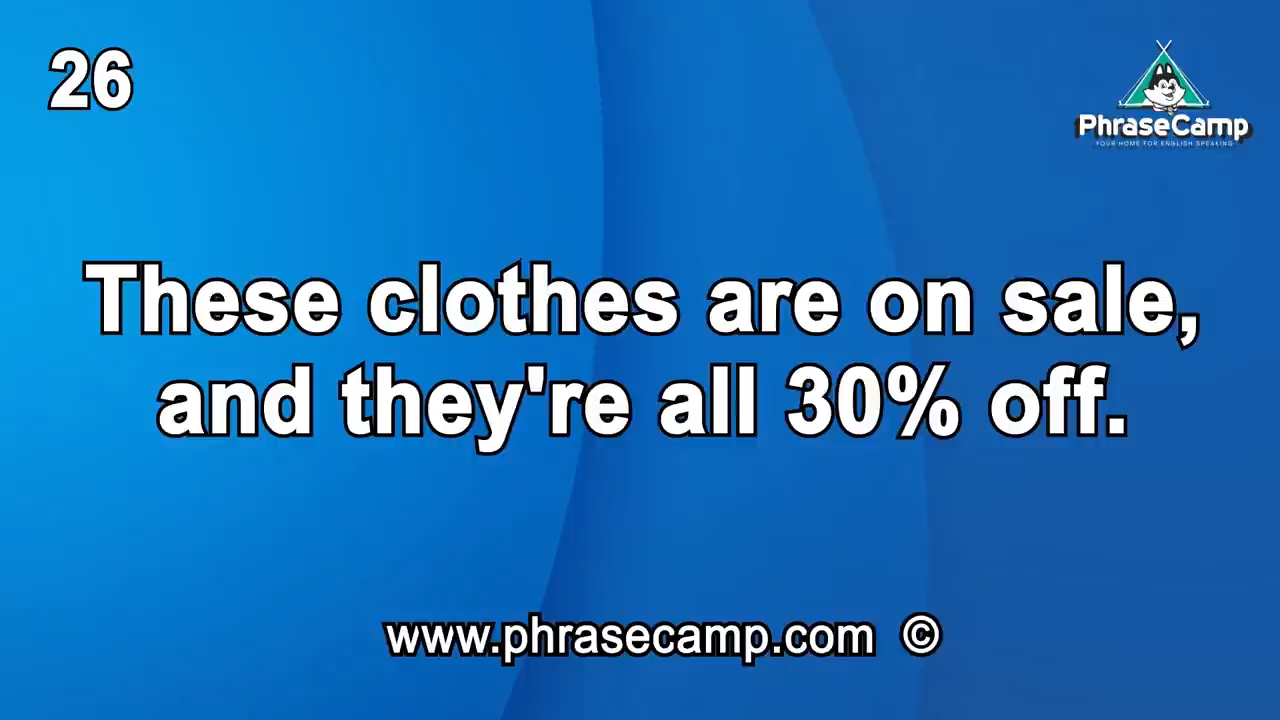 26
PhraseCamp
YOUR HOME FOR ENGLISH SPEAKING
These clothes are on sale,
and they're all 30% off.
www.phrasecamp.com ©